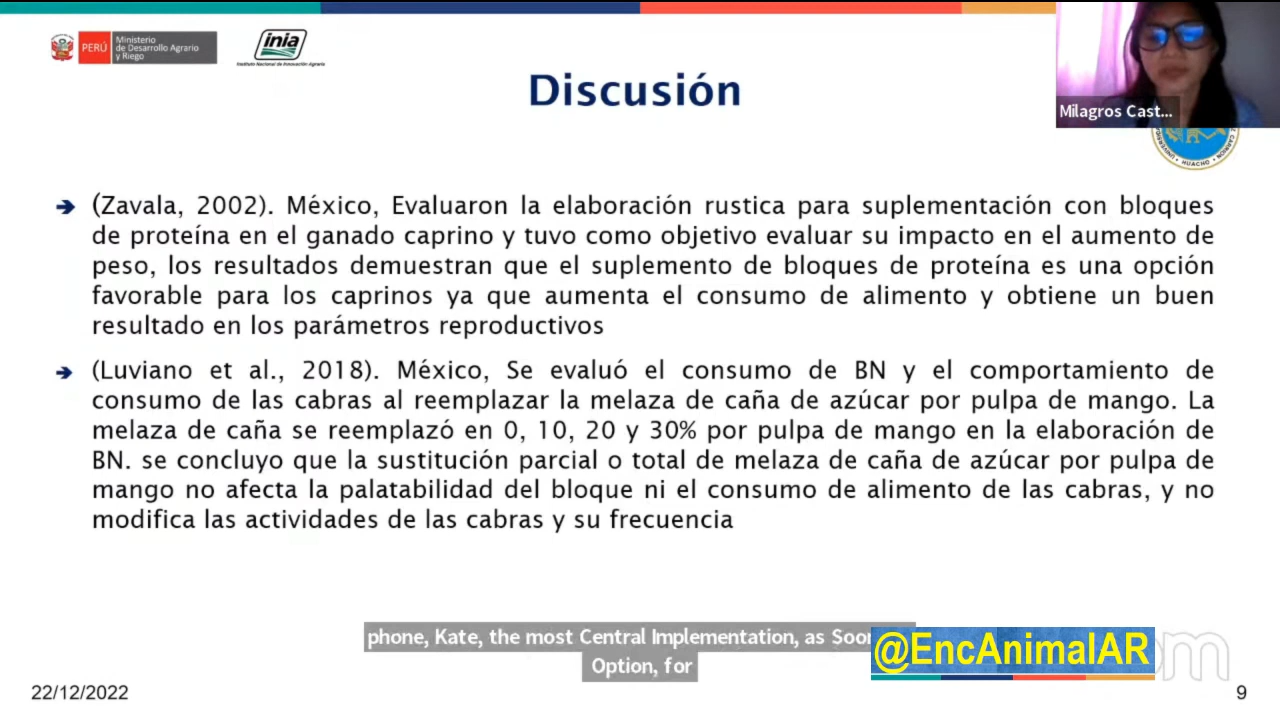 PERÚ
Ministerio
de Desarrollo Agrario
y Riego
inia
Instituto Nacional de Innovación Agraria
Discusión
Milagros Cast...
HUACHO
(Zavala, 2002). México, Evaluaron la elaboración rustica para suplementación con bloques
de proteína en el ganado caprino y tuvo como objetivo evaluar su impacto en el aumento de
peso, los resultados demuestran que el suplemento de bloques de proteína es una opción
favorable para los caprinos ya que aumenta el consumo de alimento y obtiene un buen
resultado en los parámetros reproductivos
(Luviano et al., 2018). México, Se evaluó el consumo de BN y el comportamiento de
consumo de las cabras al reemplazar la melaza de caña de azúcar por pulpa de mango. La
melaza de caña se reemplazó en 0, 10, 20 y 30% por pulpa de mango en la elaboración de
BN. se concluyo que la sustitución parcial o total de melaza de caña de azúcar por pulpa de
mango no afecta la palatabilidad del bloque ni el consumo de alimento de las cabras, y no
modifica las actividades de las cabras y su frecuencia
phone, Kate, the most Central Implementation, as Soon
Option, for
@EncAnimalAR
22/12/2022
9